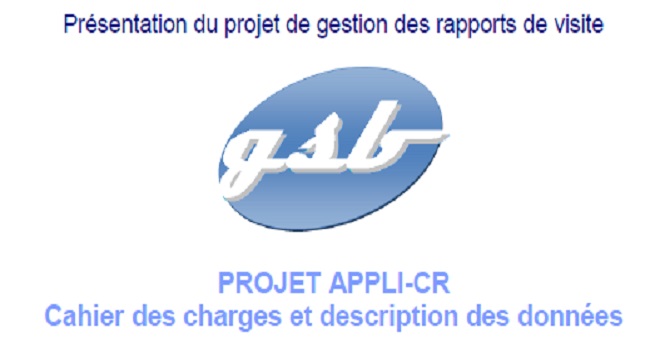 Présentation du projet de gestion des rapports de visite
gsb
PROJET APPLI-CR
Cahier des charges et description des données